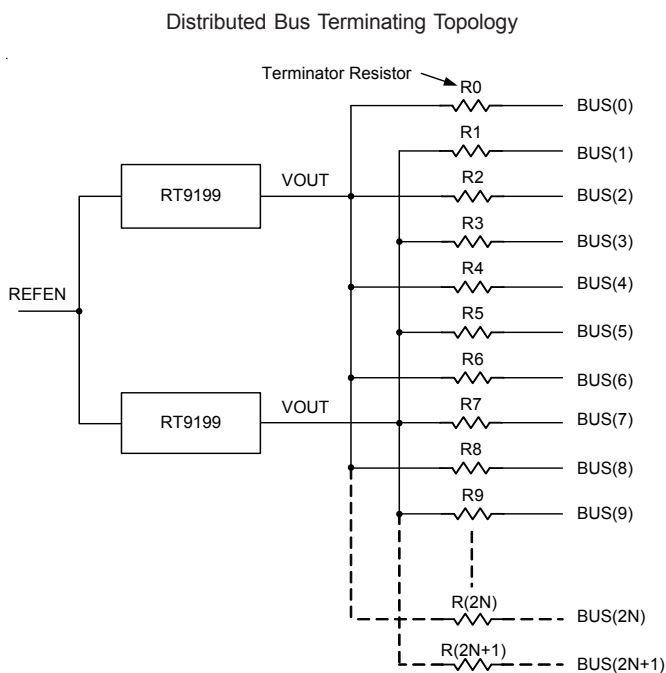 Distributed Bus Terminating Topology
Terminator Resistor
R0
BUS(0)
R1
BUS(1)
RT9199
VOUT
R2
BUS(2)
R3
BUS(3)
REFEN
R4
BUS(4)
R5
BUS(5)
R6
BUS(6)
RT9199
VOUT
R7
BUS(7)
R8
BUS(8)
R9
BUS(9)
R(2N)
BUS(2N)
R(2N+1)
BUS(2N+1)